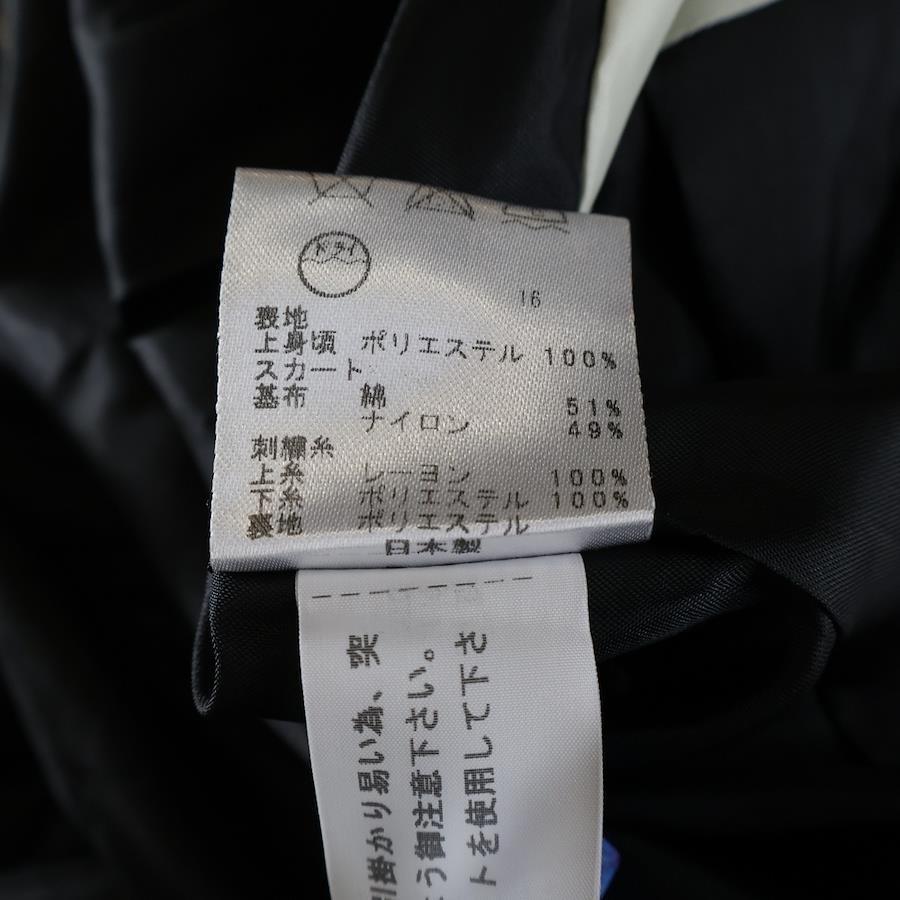 ドライ
16
表地
上身頃 ポリエステル 100%
スカート
基布 綿 51%
ナイロン 49%
刺繍糸
上糸 レーヨン 100%
下糸 ポリエステル 100%
裏地 ポリエステル
日本製
引掛かり易い為、突
う御注意下さい。
トを使用して下さ